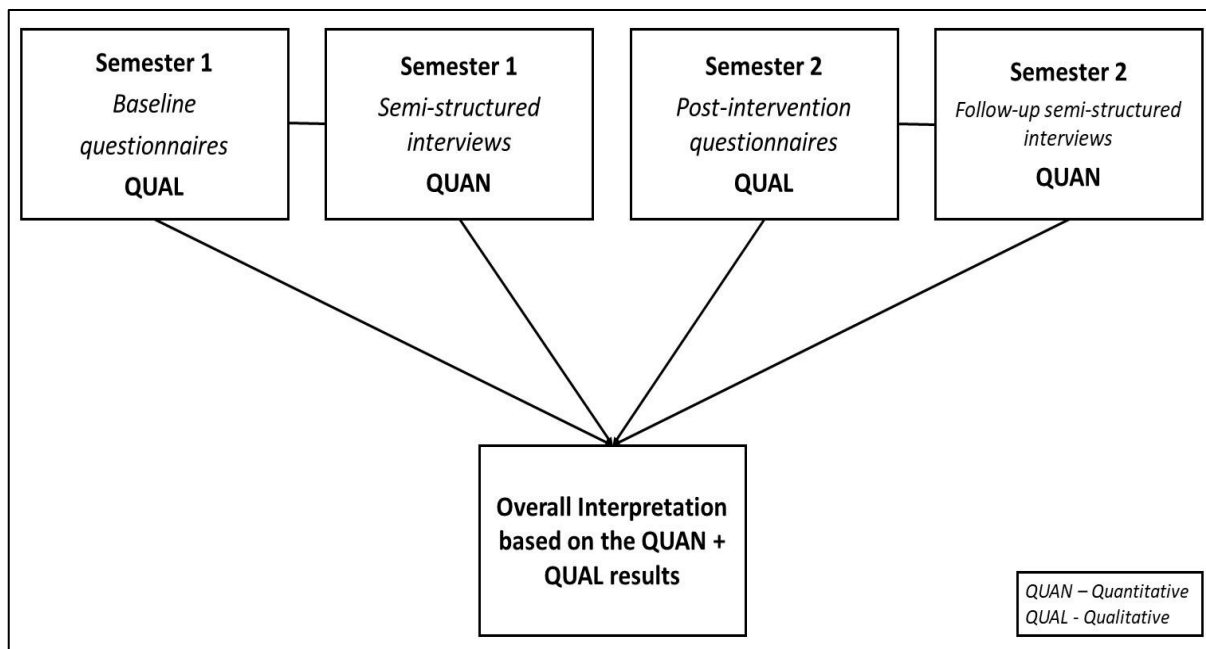 Semester 1
Baseline
questionnaires
QUAL
Semester 1
Semi-structured
interviews
QUAN
Semester 2
Post-intervention
questionnaires
QUAL
Semester 2
Follow-up semi-structured
interviews
QUAN
Overall Interpretation
based on the QUAN +
QUAL results
QUAN – Quantitative
QUAL - Qualitative